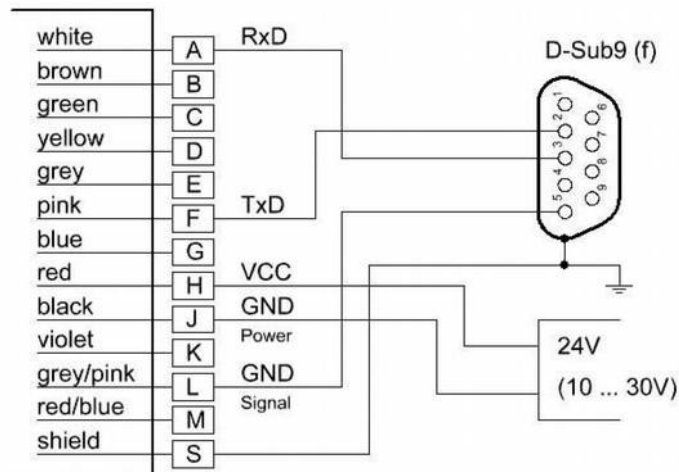 white A RxD
brown B
green C
yellow D
grey E
pink F TxD
blue G
red H VCC
black J GND
Power
violet K
grey/pink L GND
Signal
red/blue M
shield S
D-Sub9 (f)
1
2
3
4
5
6
7
8
9
24V
(10 ... 30V)